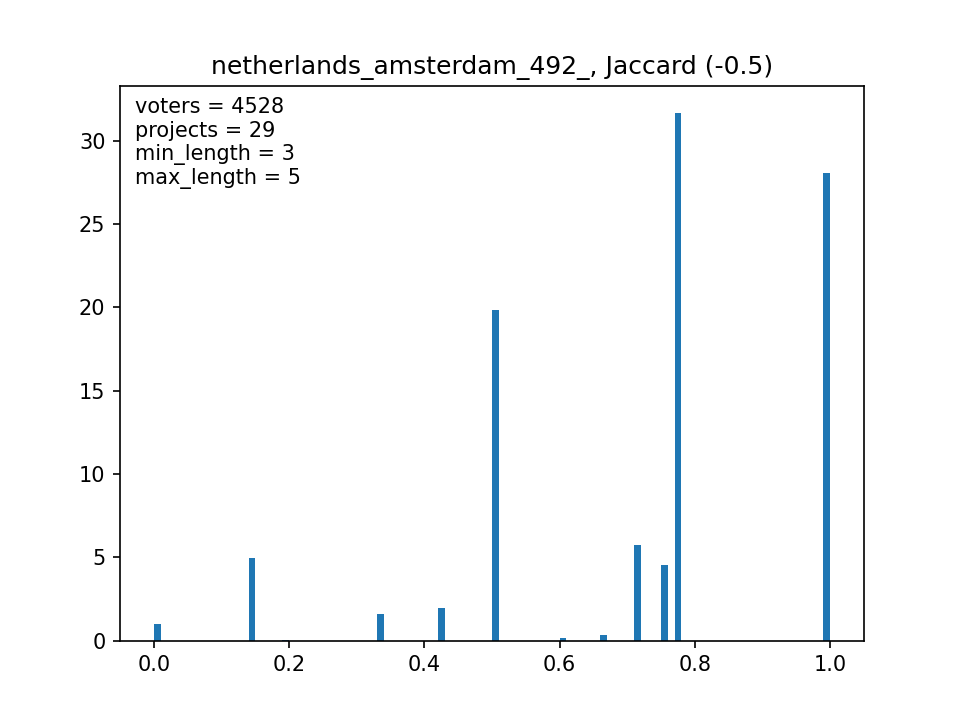 netherlands_amsterdam_492_, Jaccard (-0.5)
voters = 4528
projects = 29
min_length = 3
max_length = 5
30
25
20
15
10
5
0
0.0 0.2 0.4 0.6 0.8 1.0